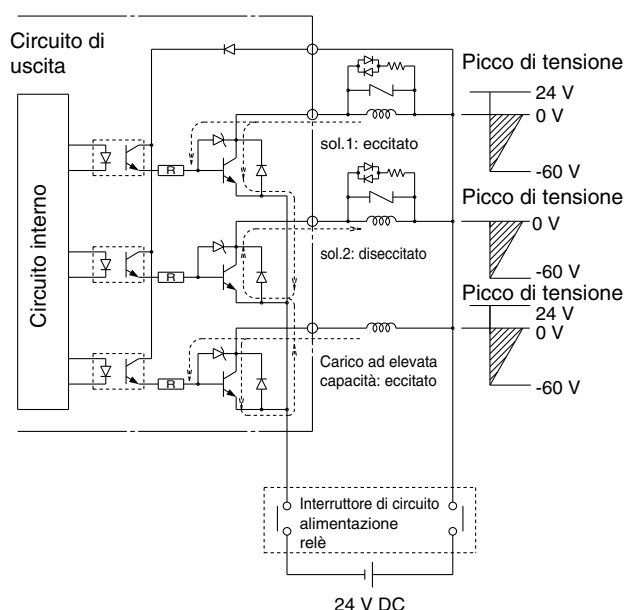 Circuito di
uscita
Circuito interno
R
R
R
sol.1: eccitato
sol.2: diseccitato
Carico ad elevata
capacità: eccitato
Picco di tensione
24 V
0 V
-60 V
Picco di tensione
0 V
-60 V
Picco di tensione
24 V
0 V
-60 V
Interruttore di circuito
alimentazione
relè
24 V DC